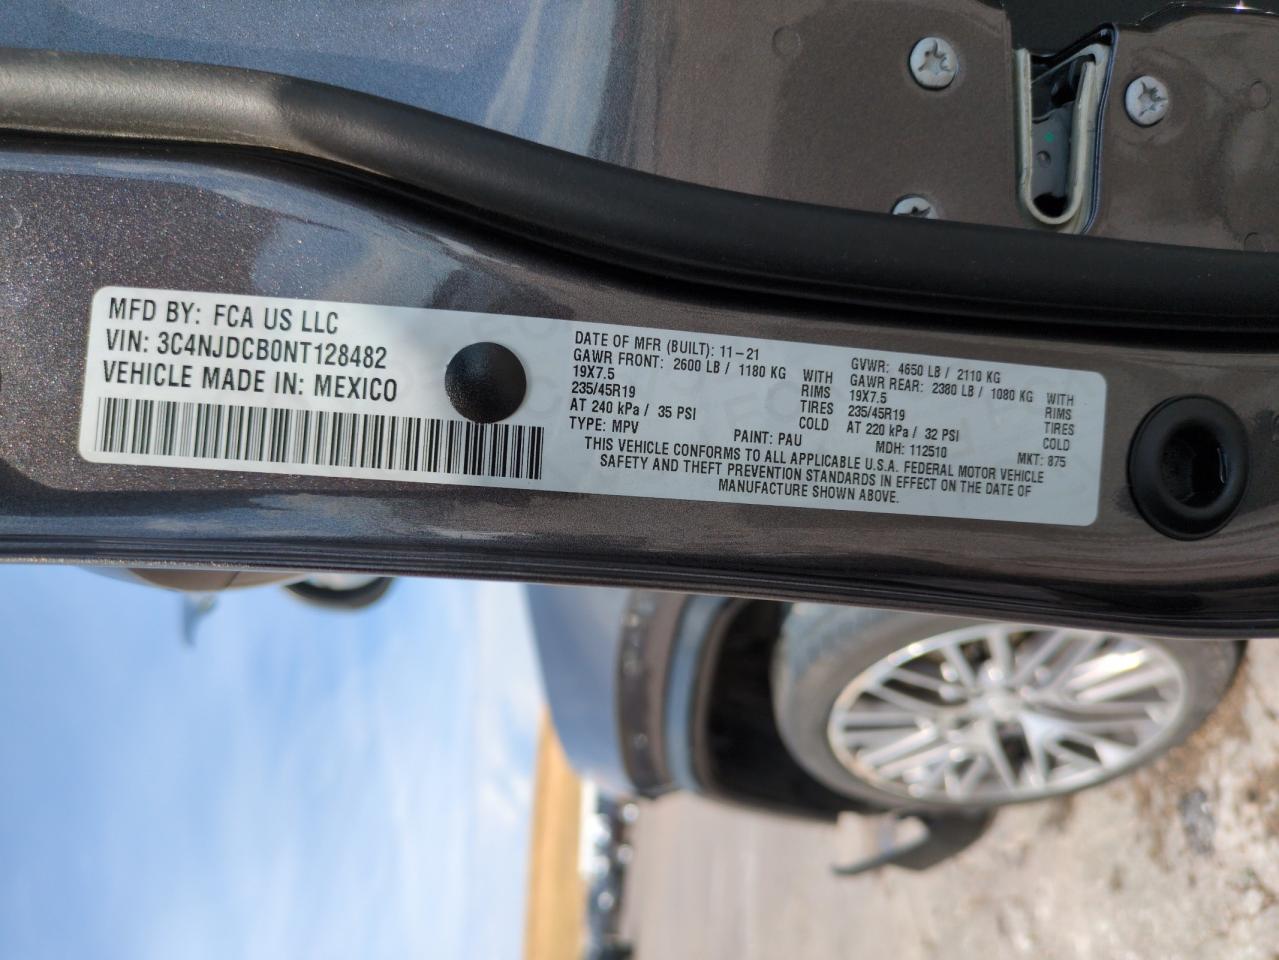 MFD BY: FCA US LLC
VIN: 3C4NJDCB0NT128482
VEHICLE MADE IN: MEXICO
DATE OF MFR (BUILT): 11-21
GAWR FRONT: 2600 LB / 1180 KG WITH
19X7.5 RIMS
235/45R19 TIRES
AT 240 kPa / 35 PSI COLD
GVWR: 4650 LB / 2110 KG
GAWR REAR: 2380 LB / 1080 KG WITH
19X7.5 RIMS
235/45R19 TIRES
AT 220 kPa / 32 PSI COLD
TYPE: MPV PAINT: PAU MDH: 112510 MKT: 875
THIS VEHICLE CONFORMS TO ALL APPLICABLE U.S.A. FEDERAL MOTOR VEHICLE
SAFETY AND THEFT PREVENTION STANDARDS IN EFFECT ON THE DATE OF
MANUFACTURE SHOWN ABOVE.